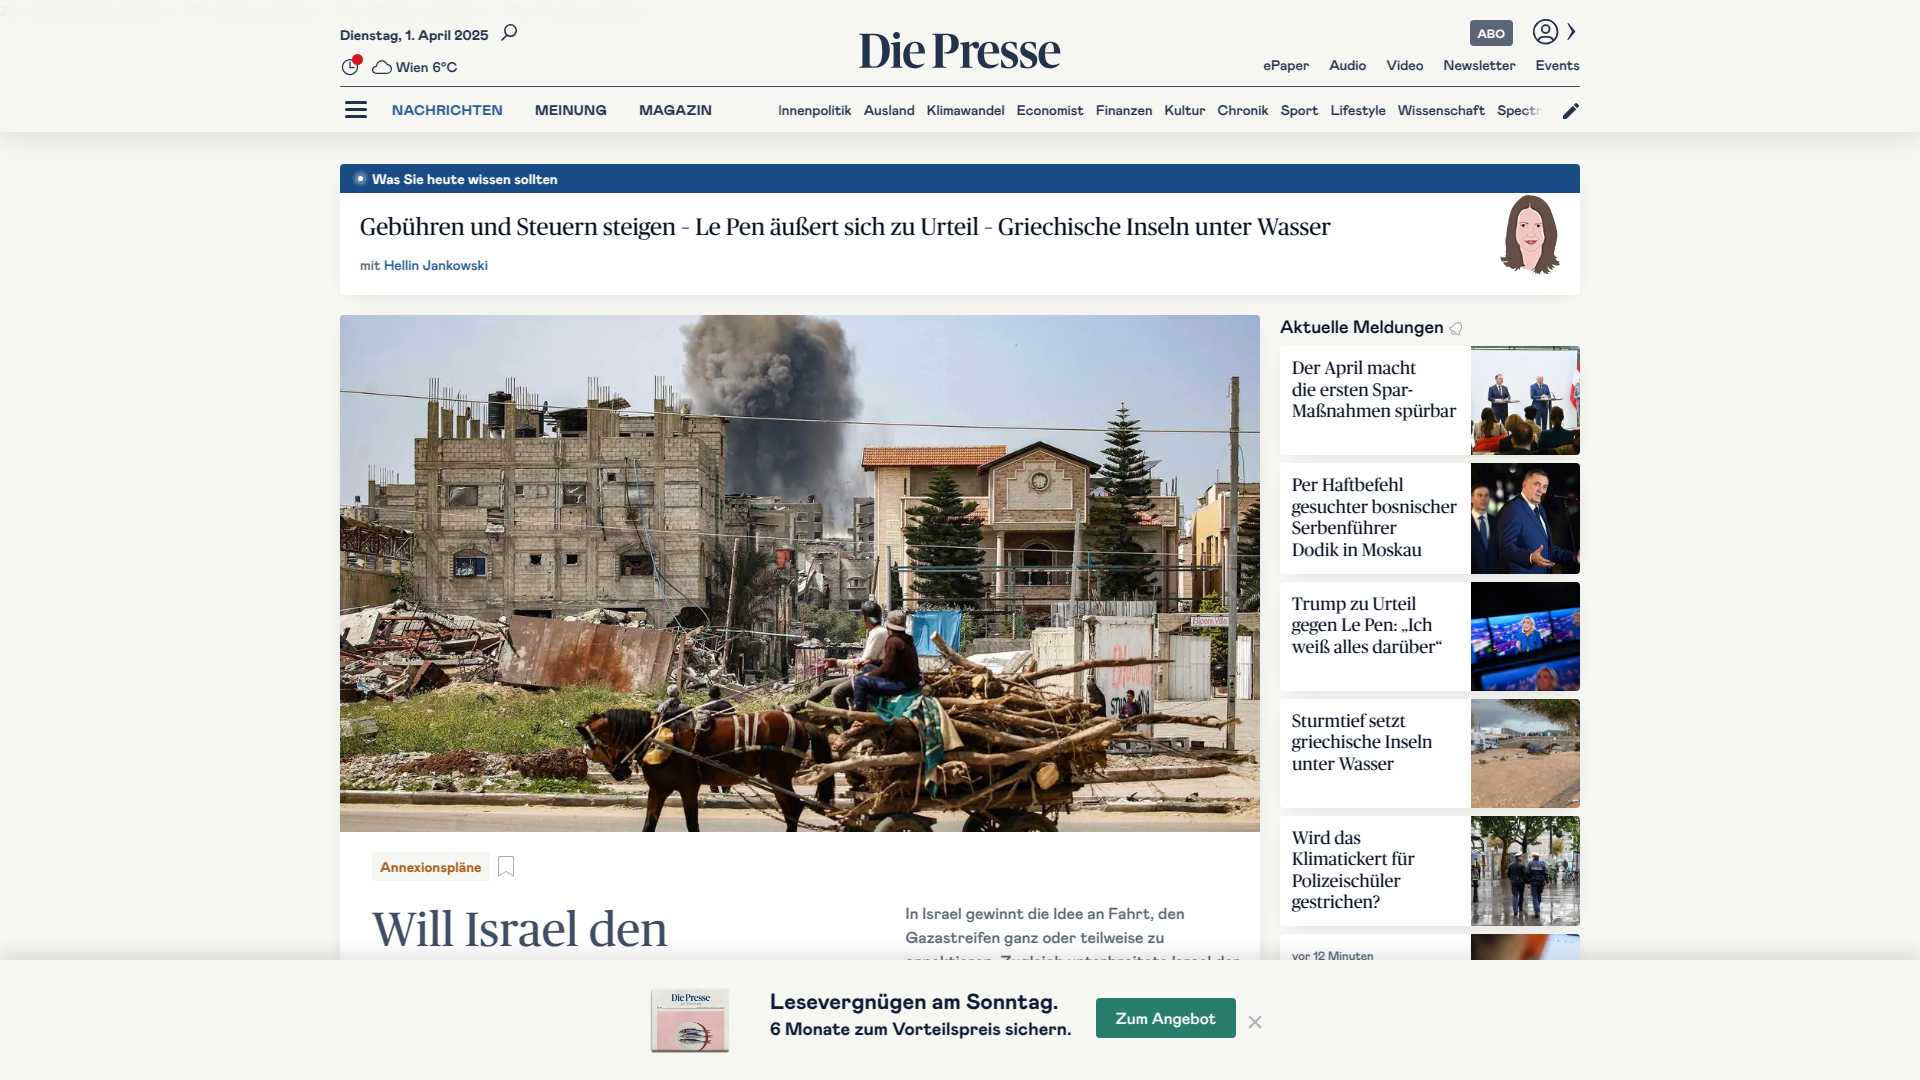 Dienstag, 1. April 2025
Wien 6°C
Die Presse
ABO
ePaper Audio Video Newsletter Events
NACHRICHTEN MEINUNG MAGAZIN
Innenpolitik Ausland Klimawandel Economist Finanzen Kultur Chronik Sport Lifestyle Wissenschaft Spectr
Was Sie heute wissen sollten
Gebühren und Steuern steigen – Le Pen äußert sich zu Urteil – Griechische Inseln unter Wasser
mit Hellin Jankowski
Annexionspläne
Will Israel den
In Israel gewinnt die Idee an Fahrt, den
Gazastreifen ganz oder teilweise zu
annektieren. Zugleich unterbreitete Israel der
Aktuelle Meldungen
Der April macht
die ersten Spar-
Maßnahmen spürbar
Per Haftbefehl
gesuchter bosnischer
Serbenführer
Dodik in Moskau
Trump zu Urteil
gegen Le Pen: „Ich
weiß alles darüber“
Sturmtief setzt
griechische Inseln
unter Wasser
Wird das
Klimatickert für
Polizeischüler
gestrichen?
vor 12 Minuten
Die Presse
Lesevergnügen am Sonntag.
6 Monate zum Vorteilspreis sichern.
Zum Angebot